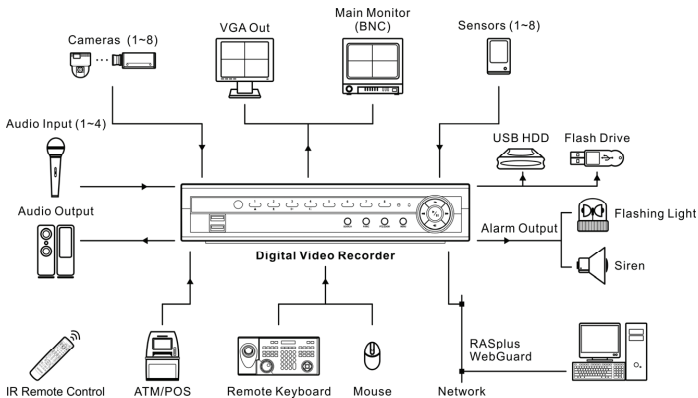 Cameras (1~8)
VGA Out
Main Monitor
(BNC)
Sensors (1~8)
Audio Input (1~4)
USB HDD
Flash Drive
Audio Output
Alarm Output
Flashing Light
Digital Video Recorder
Siren
RASplus
WebGuard
IR Remote Control
ATM/POS
Remote Keyboard
Mouse
Network